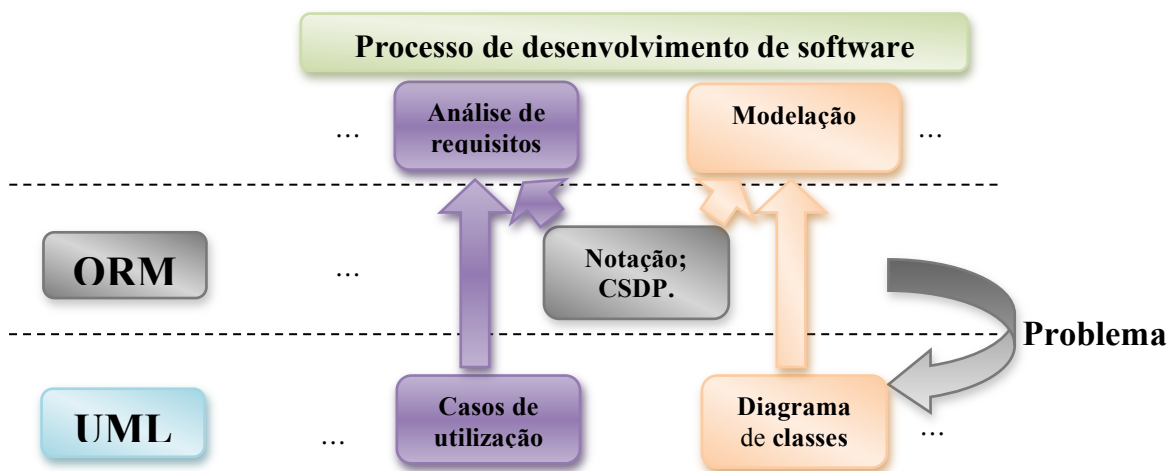 Processo de desenvolvimento de software
...
Análise de
requisitos
Modelação
...
ORM
...
Notação;
CSDP.
Problema
UML
...
Casos de
utilização
Diagrama
de classes
...